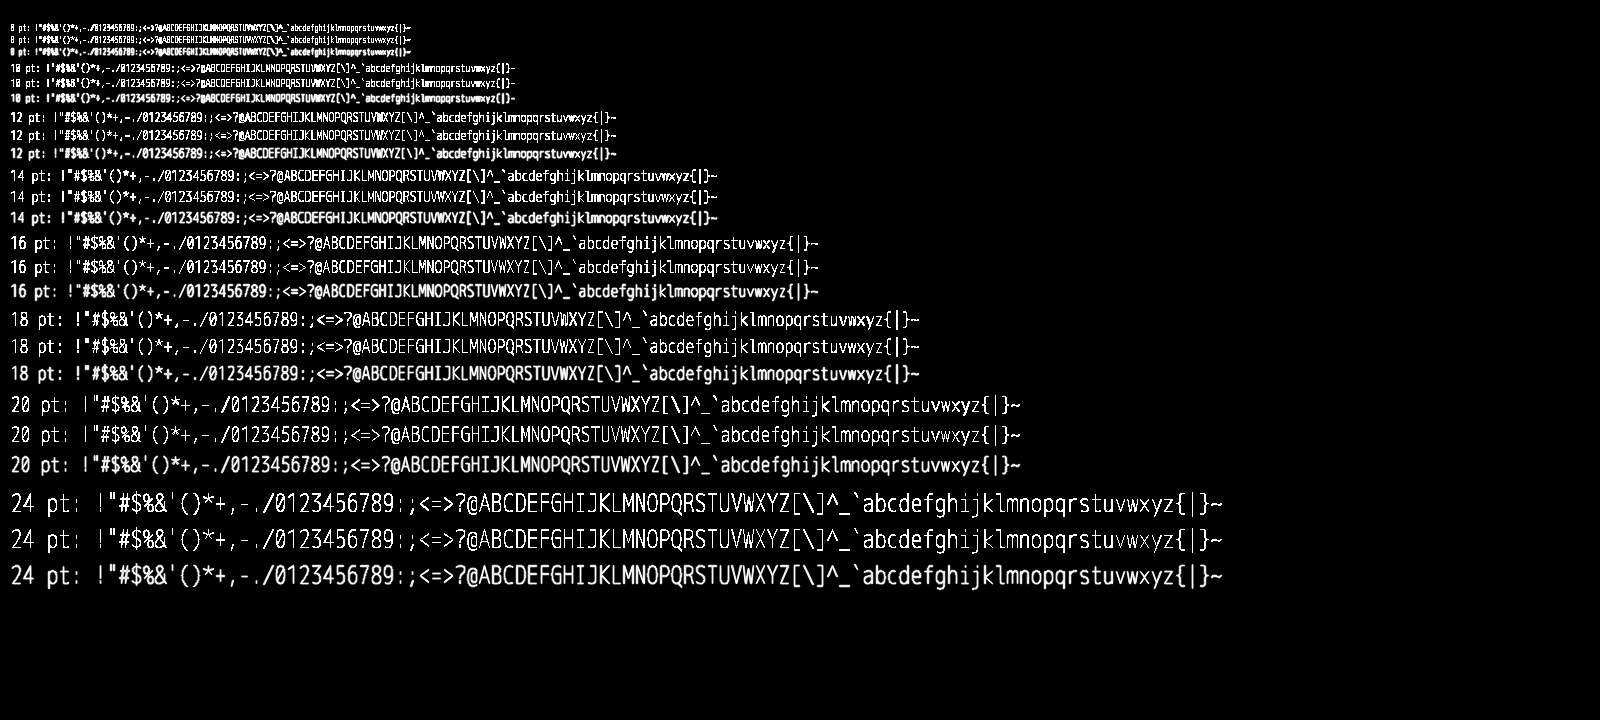 8 pt: !"#$%&'()*+,-./0123456789:;<=>?@ABCDEFGHIJKLMNOPQRSTUVWXYZ[\]^_`abcdefghijklmnopqrstuvwxyz{|}~
8 pt: !"#$%&'()*+,-./0123456789:;<=>?@ABCDEFGHIJKLMNOPQRSTUVWXYZ[\]^_`abcdefghijklmnopqrstuvwxyz{|}~
8 pt: !"#$%&'()*+,-./0123456789:;<=>?@ABCDEFGHIJKLMNOPQRSTUVWXYZ[\]^_`abcdefghijklmnopqrstuvwxyz{|}~
10 pt: !"#$%&'()*+,-./0123456789:;<=>?@ABCDEFGHIJKLMNOPQRSTUVWXYZ[\]^_`abcdefghijklmnopqrstuvwxyz{|}~
10 pt: !"#$%&'()*+,-./0123456789:;<=>?@ABCDEFGHIJKLMNOPQRSTUVWXYZ[\]^_`abcdefghijklmnopqrstuvwxyz{|}~
10 pt: !"#$%&'()*+,-./0123456789:;<=>?@ABCDEFGHIJKLMNOPQRSTUVWXYZ[\]^_`abcdefghijklmnopqrstuvwxyz{|}~
12 pt: !"#$%&'()*+,-./0123456789:;<=>?@ABCDEFGHIJKLMNOPQRSTUVWXYZ[\]^_`abcdefghijklmnopqrstuvwxyz{|}~
12 pt: !"#$%&'()*+,-./0123456789:;<=>?@ABCDEFGHIJKLMNOPQRSTUVWXYZ[\]^_`abcdefghijklmnopqrstuvwxyz{|}~
12 pt: !"#$%&'()*+,-./0123456789:;<=>?@ABCDEFGHIJKLMNOPQRSTUVWXYZ[\]^_`abcdefghijklmnopqrstuvwxyz{|}~
14 pt: !"#$%&'()*+,-./0123456789:;<=>?@ABCDEFGHIJKLMNOPQRSTUVWXYZ[\]^_`abcdefghijklmnopqrstuvwxyz{|}~
14 pt: !"#$%&'()*+,-./0123456789:;<=>?@ABCDEFGHIJKLMNOPQRSTUVWXYZ[\]^_`abcdefghijklmnopqrstuvwxyz{|}~
14 pt: !"#$%&'()*+,-./0123456789:;<=>?@ABCDEFGHIJKLMNOPQRSTUVWXYZ[\]^_`abcdefghijklmnopqrstuvwxyz{|}~
16 pt: !"#$%&'()*+,-./0123456789:;<=>?@ABCDEFGHIJKLMNOPQRSTUVWXYZ[\]^_`abcdefghijklmnopqrstuvwxyz{|}~
16 pt: !"#$%&'()*+,-./0123456789:;<=>?@ABCDEFGHIJKLMNOPQRSTUVWXYZ[\]^_`abcdefghijklmnopqrstuvwxyz{|}~
16 pt: !"#$%&'()*+,-./0123456789:;<=>?@ABCDEFGHIJKLMNOPQRSTUVWXYZ[\]^_`abcdefghijklmnopqrstuvwxyz{|}~
18 pt: !"#$%&'()*+,-./0123456789:;<=>?@ABCDEFGHIJKLMNOPQRSTUVWXYZ[\]^_`abcdefghijklmnopqrstuvwxyz{|}~
18 pt: !"#$%&'()*+,-./0123456789:;<=>?@ABCDEFGHIJKLMNOPQRSTUVWXYZ[\]^_`abcdefghijklmnopqrstuvwxyz{|}~
18 pt: !"#$%&'()*+,-./0123456789:;<=>?@ABCDEFGHIJKLMNOPQRSTUVWXYZ[\]^_`abcdefghijklmnopqrstuvwxyz{|}~
20 pt: !"#$%&'()*+,-./0123456789:;<=>?@ABCDEFGHIJKLMNOPQRSTUVWXYZ[\]^_`abcdefghijklmnopqrstuvwxyz{|}~
20 pt: !"#$%&'()*+,-./0123456789:;<=>?@ABCDEFGHIJKLMNOPQRSTUVWXYZ[\]^_`abcdefghijklmnopqrstuvwxyz{|}~
20 pt: !"#$%&'()*+,-./0123456789:;<=>?@ABCDEFGHIJKLMNOPQRSTUVWXYZ[\]^_`abcdefghijklmnopqrstuvwxyz{|}~
24 pt: !"#$%&'()*+,-./0123456789:;<=>?@ABCDEFGHIJKLMNOPQRSTUVWXYZ[\]^_`abcdefghijklmnopqrstuvwxyz{|}~
24 pt: !"#$%&'()*+,-./0123456789:;<=>?@ABCDEFGHIJKLMNOPQRSTUVWXYZ[\]^_`abcdefghijklmnopqrstuvwxyz{|}~
24 pt: !"#$%&'()*+,-./0123456789:;<=>?@ABCDEFGHIJKLMNOPQRSTUVWXYZ[\]^_`abcdefghijklmnopqrstuvwxyz{|}~